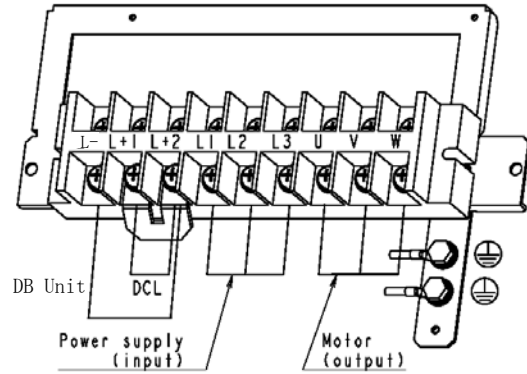 L- L+1 L+2 L1 L2 L3 U V W
DB Unit
DCL
Power supply
(input)
Motor
(output)